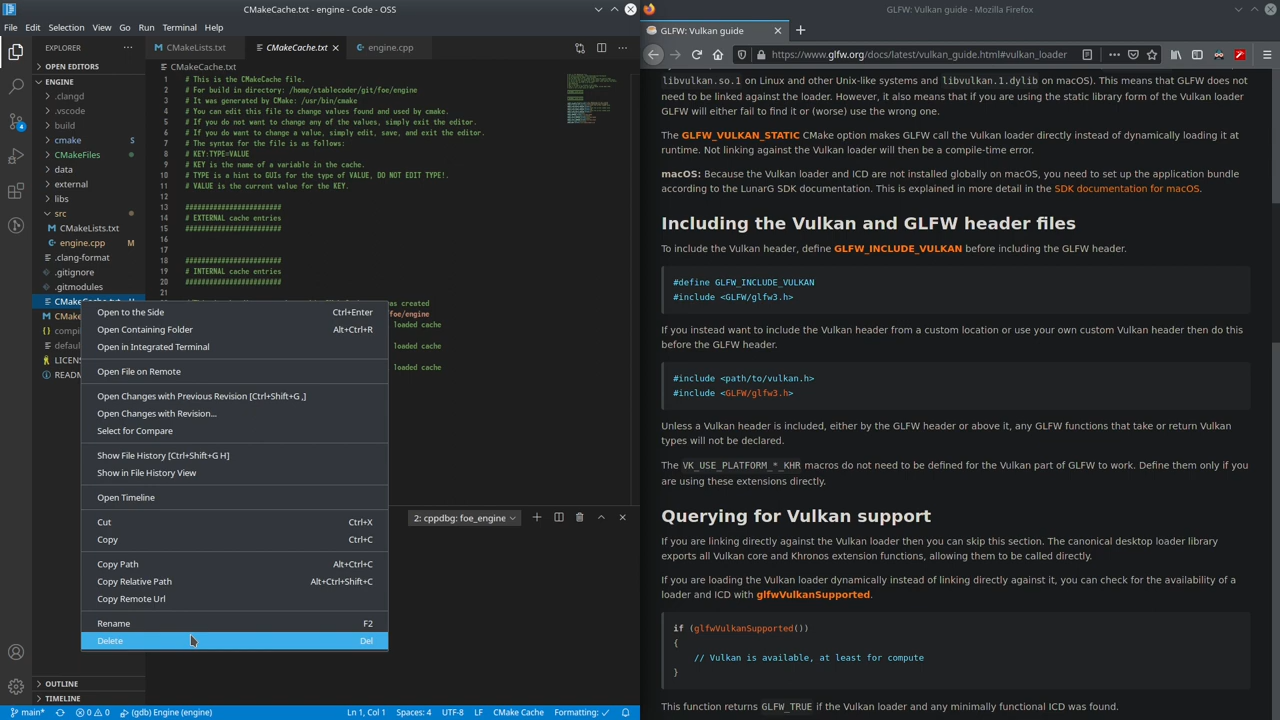 CMakeCache.txt - engine - Code - OSS
File Edit Selection View Go Run Terminal Help
EXPLORER
OPEN EDITORS
ENGINE
.clangd
.vscode
build
cmake S
CMakeFiles
data
external
libs
src
CMakeLists.txt
engine.cpp M
.clang-format
.gitignore
.gitmodules
CMakeCache.txt U
CMake
compi
defau
LICENS
READM
OUTLINE
TIMELINE
CMakeLists.txt CMakeCache.txt engine.cpp
CMakeCache.txt
1 # This is the CMakeCache file.
2 # For build in directory: /home/stablecoder/git/foe/engine
3 # It was generated by CMake: /usr/bin/cmake
4 # You can edit this file to change values found and used by cmake.
5 # If you do not want to change any of the values, simply exit the editor.
6 # If you do want to change a value, simply edit, save, and exit the editor.
7 # The syntax for the file is as follows:
8 # KEY:TYPE=VALUE
9 # KEY is the name of a variable in the cache.
10 # TYPE is a hint to GUIs for the type of VALUE, DO NOT EDIT TYPE!.
11 # VALUE is the current value for the KEY.
12
13 ########################
14 # EXTERNAL cache entries
15 ########################
16
17
18 ########################
19 # INTERNAL cache entries
20 ########################
21
was created
foe/engine
loaded cache
loaded cache
loaded cache
Open to the Side Ctrl+Enter
Open Containing Folder Alt+Ctrl+R
Open in Integrated Terminal
Open File on Remote
Open Changes with Previous Revision [Ctrl+Shift+G ,]
Open Changes with Revision...
Select for Compare
Show File History [Ctrl+Shift+G H]
Show in File History View
Open Timeline
Cut Ctrl+X
Copy Ctrl+C
Copy Path Alt+Ctrl+C
Copy Relative Path Alt+Ctrl+Shift+C
Copy Remote Url
Rename F2
Delete Del
2: cppdbg: foe_engine
main* 0 0 (gdb) Engine (engine) Ln 1, Col 1 Spaces: 4 UTF-8 LF CMake Cache Formatting: ✓
GLFW: Vulkan guide - Mozilla Firefox
GLFW: Vulkan guide
https://www.glfw.org/docs/latest/vulkan_guide.html#vulkan_loader
libvulkan.so.1 on Linux and other Unix-like systems and libvulkan.1.dylib on macOS). This means that GLFW does not
need to be linked against the loader. However, it also means that if you are using the static library form of the Vulkan loader
GLFW will either fail to find it or (worse) use the wrong one.
The GLFW_VULKAN_STATIC CMake option makes GLFW call the Vulkan loader directly instead of dynamically loading it at
runtime. Not linking against the Vulkan loader will then be a compile-time error.
macOS: Because the Vulkan loader and ICD are not installed globally on macOS, you need to set up the application bundle
according to the LunarG SDK documentation. This is explained in more detail in the SDK documentation for macOS.
Including the Vulkan and GLFW header files
To include the Vulkan header, define GLFW_INCLUDE_VULKAN before including the GLFW header.
#define GLFW_INCLUDE_VULKAN
#include <GLFW/glfw3.h>
If you instead want to include the Vulkan header from a custom location or use your own custom Vulkan header then do this
before the GLFW header.
#include <path/to/vulkan.h>
#include <GLFW/glfw3.h>
Unless a Vulkan header is included, either by the GLFW header or above it, any GLFW functions that take or return Vulkan
types will not be declared.
The VK_USE_PLATFORM_*_KHR macros do not need to be defined for the Vulkan part of GLFW to work. Define them only if you
are using these extensions directly.
Querying for Vulkan support
If you are linking directly against the Vulkan loader then you can skip this section. The canonical desktop loader library
exports all Vulkan core and Khronos extension functions, allowing them to be called directly.
If you are loading the Vulkan loader dynamically instead of linking directly against it, you can check for the availability of a
loader and ICD with glfwVulkanSupported.
if (glfwVulkanSupported())
{
// Vulkan is available, at least for compute
}
This function returns GLFW_TRUE if the Vulkan loader and any minimally functional ICD was found.